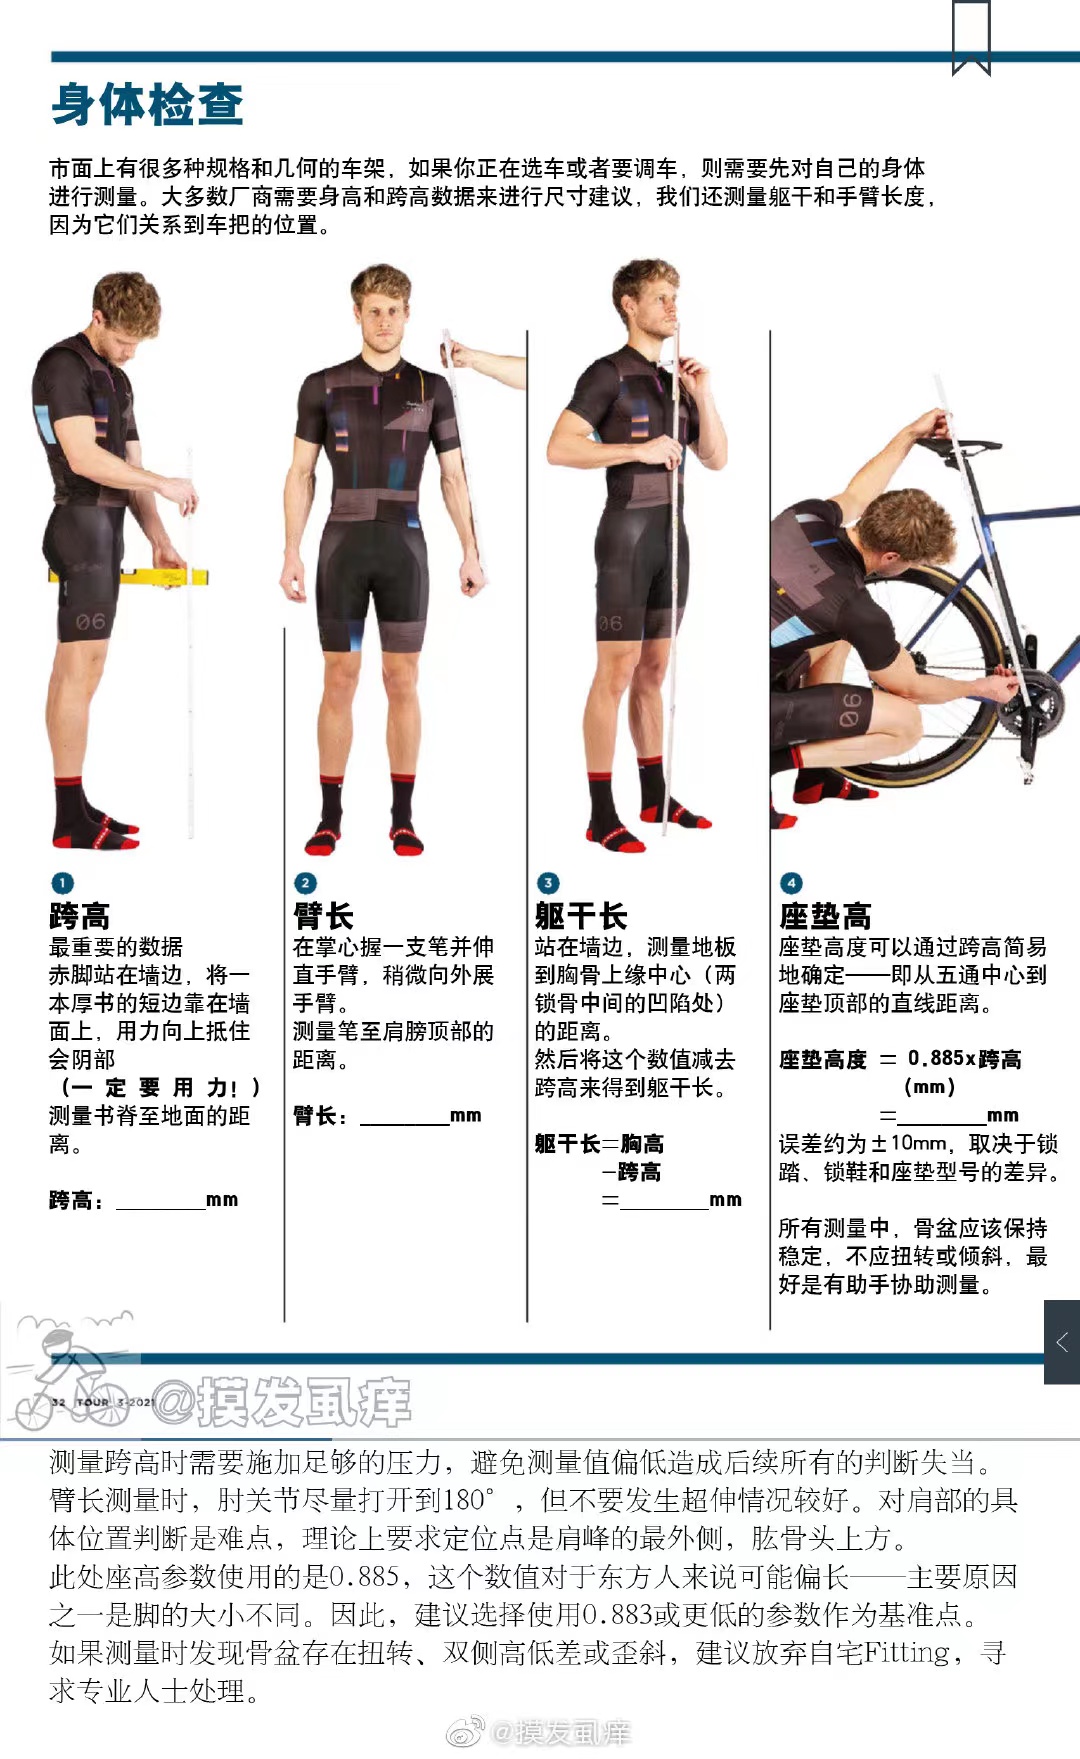 身体检查
市面上有很多种规格和几何的车架，如果你正在选车或者要调车，则需要先对自己的身体
进行测量。大多数厂商需要身高和跨高数据来进行尺寸建议，我们还测量躯干和手臂长度，
因为它们关系到车把的位置。
06
06
06
1
跨高
最重要的数据
赤脚站在墙边，将一
本厚书的短边靠在墙
面上，用力向上抵住
会阴部
（一定要用力！）
测量书脊至地面的距
离。
跨高：________mm
2
臂长
在掌心握一支笔并伸
直手臂，稍微向外展
手臂。
测量笔至肩膀顶部的
距离。
臂长：________mm
3
躯干长
站在墙边，测量地板
到胸骨上缘中心（两
锁骨中间的凹陷处）
的距离。
然后将这个数值减去
跨高来得到躯干长。
躯干长=胸高
-跨高
=________mm
4
座垫高
座垫高度可以通过跨高简易
地确定——即从五通中心到
座垫顶部的直线距离。
座垫高度 = 0.885x跨高
（mm）
=________mm
误差约为±10mm，取决于锁
踏、锁鞋和座垫型号的差异。
所有测量中，骨盆应该保持
稳定，不应扭转或倾斜，最
好是有助手协助测量。
32 TOUR 3-2021
@摸发虱痒
测量跨高时需要施加足够的压力，避免测量值偏低造成后续所有的判断失当。
臂长测量时，肘关节尽量打开到180°，但不要发生超伸情况较好。对肩部的具
体位置判断是难点，理论上要求定位点是肩峰的最外侧，肱骨头上方。
此处座高参数使用的是0.885，这个数值对于东方人来说可能偏长——主要原因
之一是脚的大小不同。因此，建议选择使用0.883或更低的参数作为基准点。
如果测量时发现骨盆存在扭转、双侧高低差或歪斜，建议放弃自宅Fitting，寻
求专业人士处理。
@摸发虱痒